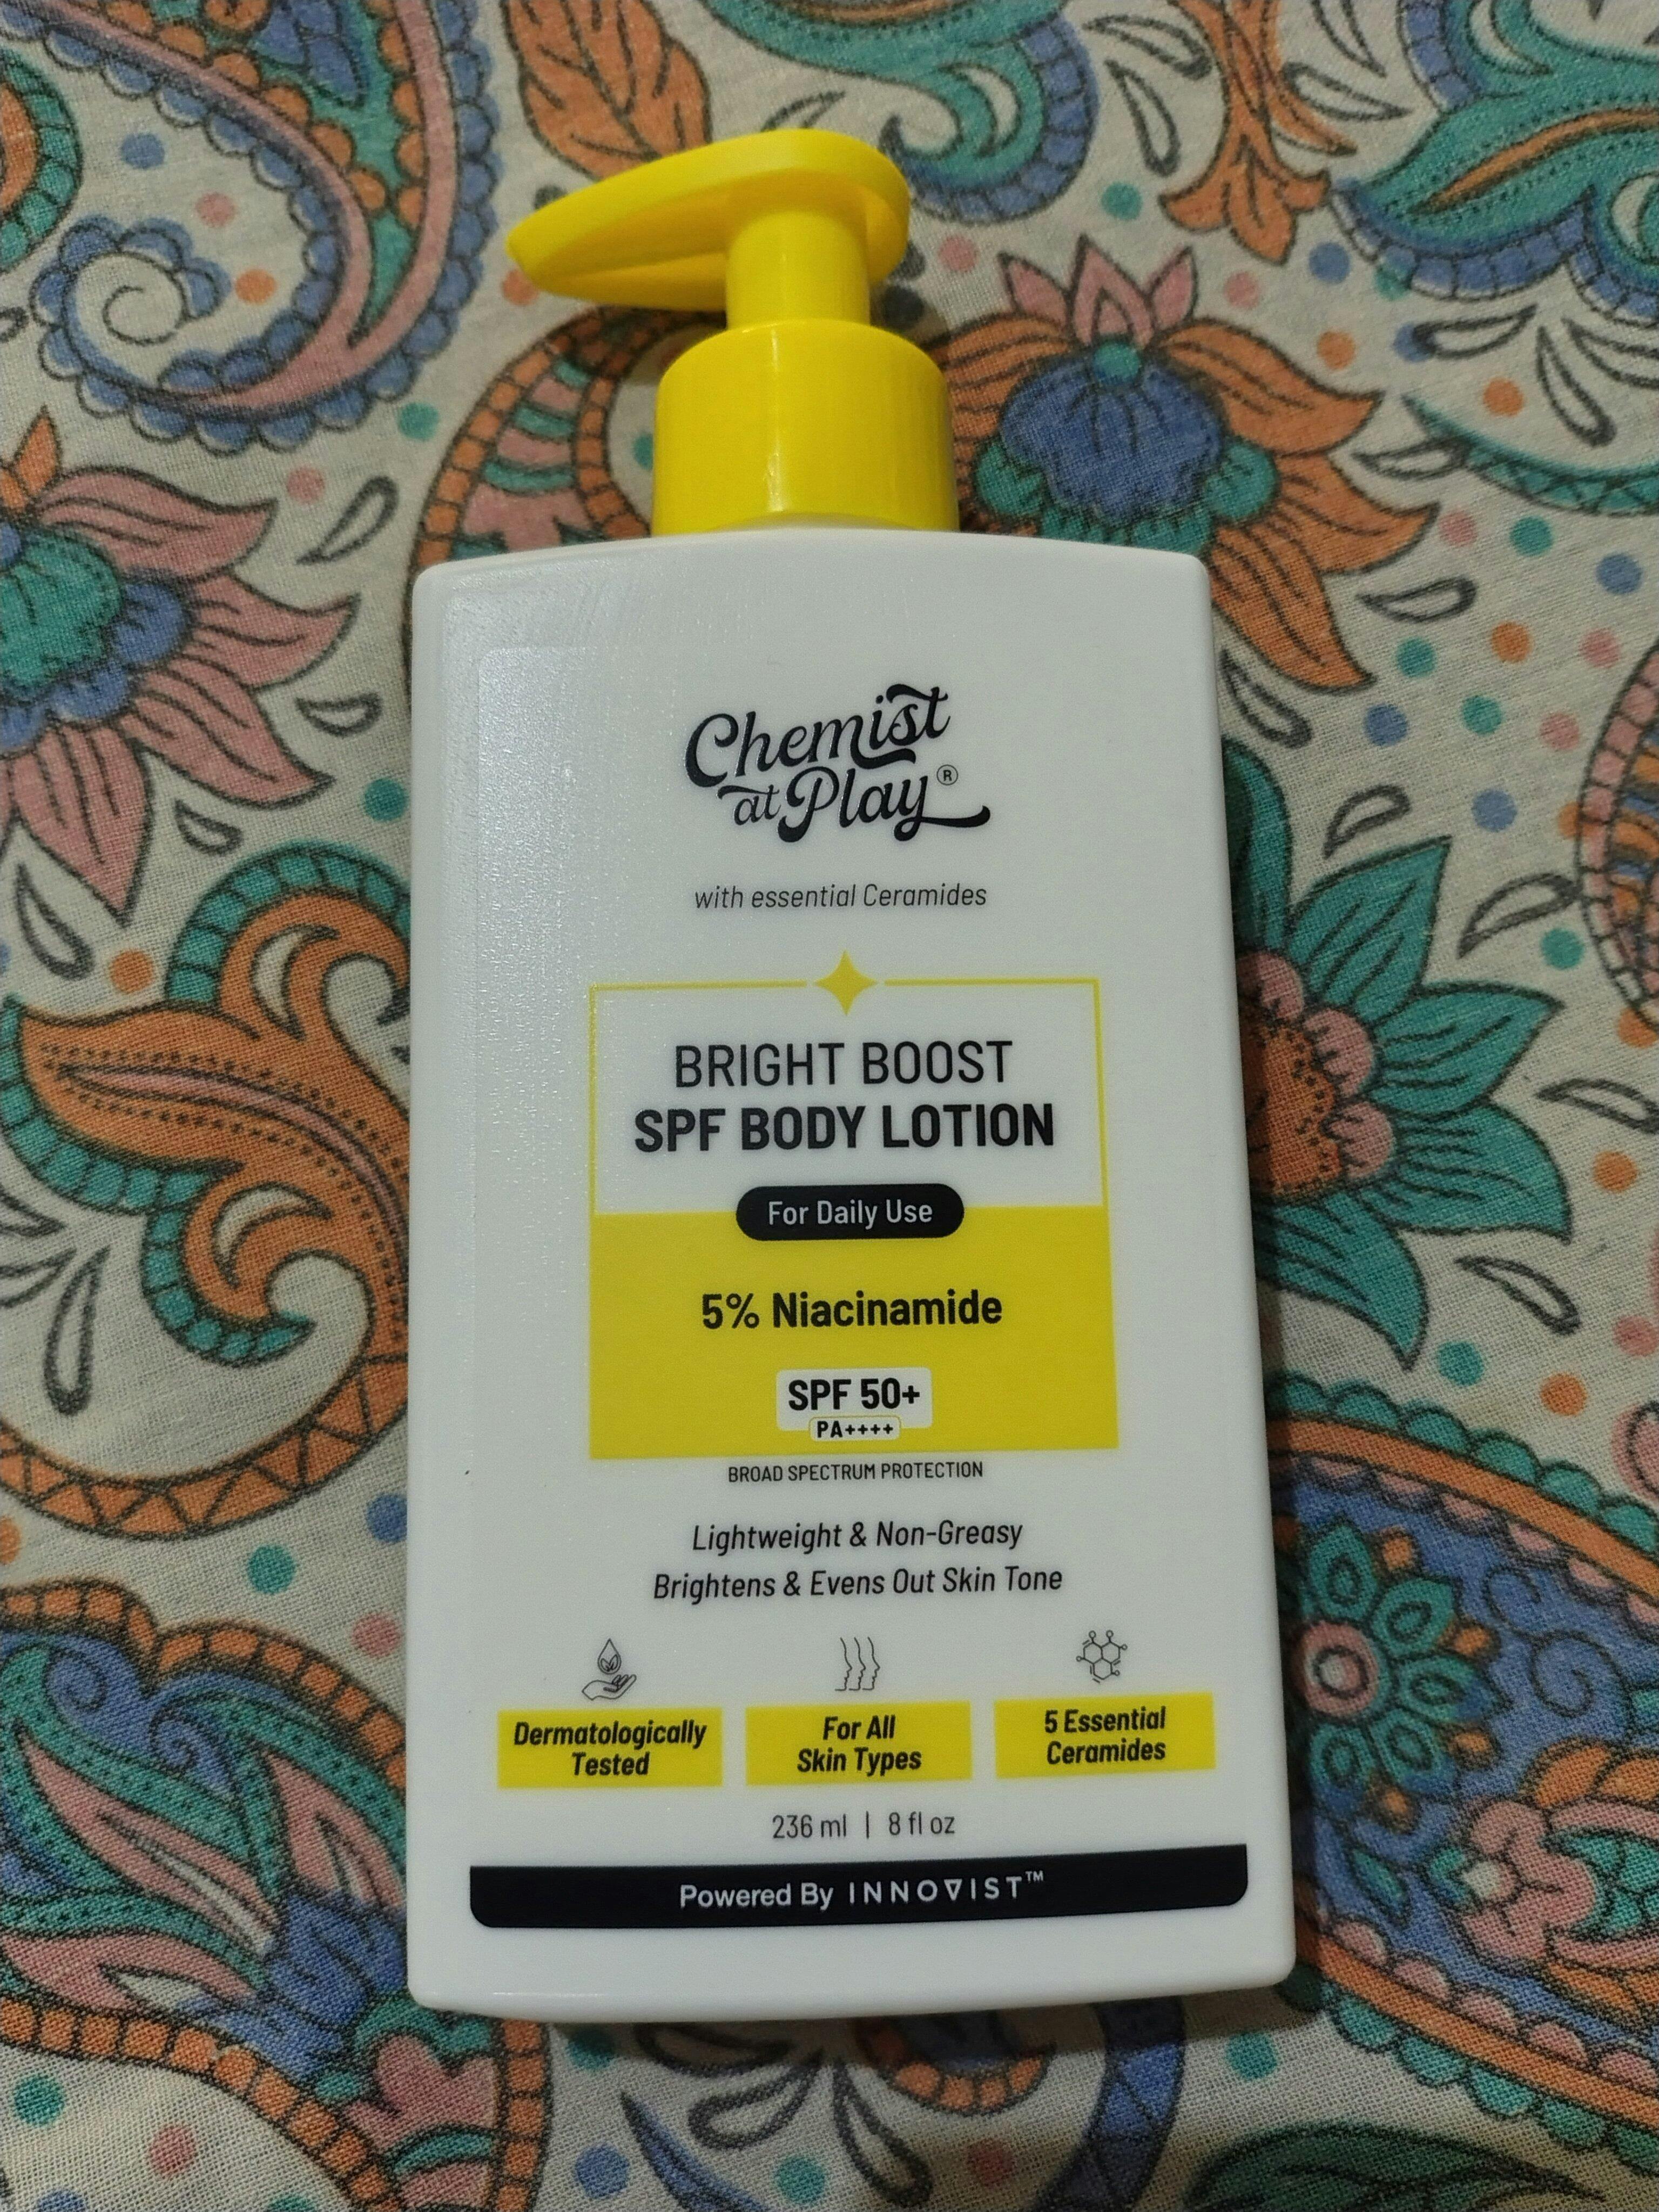 Chemist
at Play®
with essential Ceramides
BRIGHT BOOST
SPF BODY LOTION
For Daily Use
5% Niacinamide
SPF 50+
PA++++
BROAD SPECTRUM PROTECTION
Lightweight & Non-Greasy
Brightens & Evens Out Skin Tone
Dermatologically
Tested
For All
Skin Types
5 Essential
Ceramides
236 ml | 8 fl oz
Powered By INNOVIST™